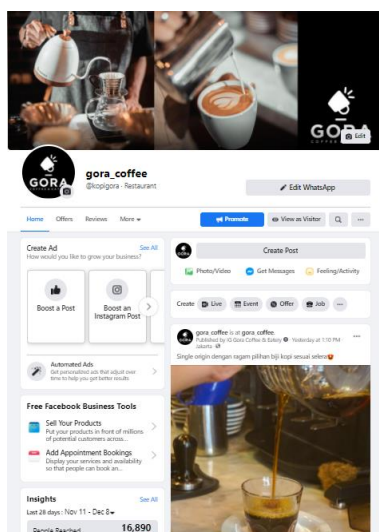 GORA
Edit
GORA
gora_coffee
@kopigora · Restaurant
Edit WhatsApp
Home Offers Reviews More
Promote View as Visitor
Create Ad See All
How would you like to grow your business?
Boost a Post
Boost an
Instagram Post
Automated Ads
Get personalized ads that adjust over
time to help you get better results
Free Facebook Business Tools
Sell Your Products
Put your products in front of millions
of potential customers across...
Add Appointment Bookings
Display your services and availability
so that people can book an...
Insights See All
Last 28 days : Nov 11 - Dec 8
People Reached 16,890
Create Post
Photo/Video Get Messages Feeling/Activity
Create Live Event Offer Job
gora_coffee is at gora_coffee.
Published by IG Gora Coffee & Eatery · Yesterday at 1:10 PM
Jakarta
Single origin dengan ragam pilihan biji kopi sesuai selera